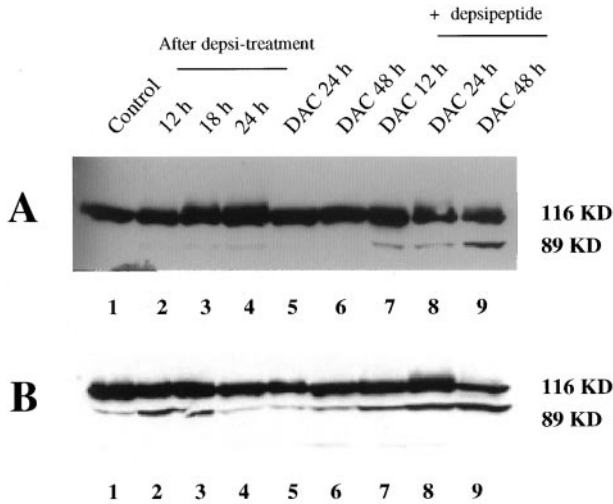 + depsipeptide
After depsi-treatment
Control 12 h 18 h 24 h DAC 24 h DAC 48 h DAC 12 h DAC 24 h DAC 48 h
A
116 KD
89 KD
1 2 3 4 5 6 7 8 9
B
116 KD
89 KD
1 2 3 4 5 6 7 8 9